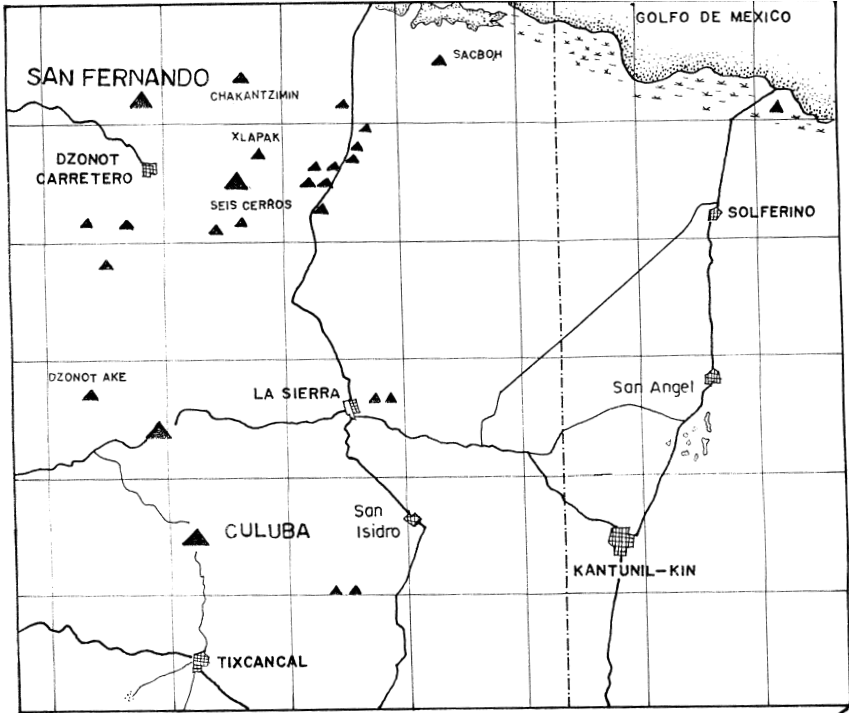 GOLFO DE MEXICO
SACBOH
SAN FERNANDO
CHAKANTZIMIN
XLAPAK
DZONOT
CARRETERO
SEIS CERROS
SOLFERINO
DZONOT AKE
LA SIERRA
San Angel
San
Isidro
CULUBA
KANTUNIL-KIN
TIXCANCAL